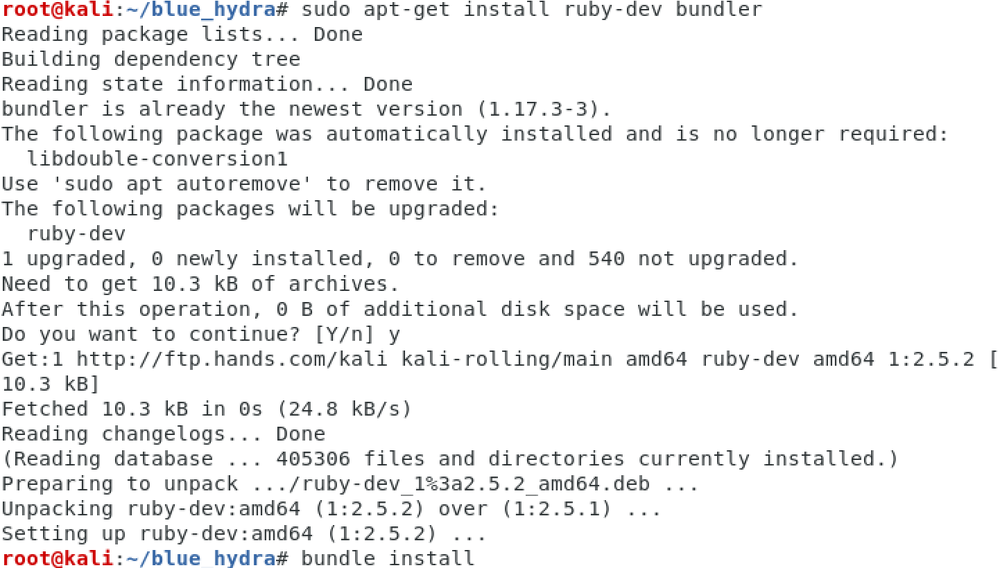 root@kali:~/blue_hydra# sudo apt-get install ruby-dev bundler
Reading package lists... Done
Building dependency tree
Reading state information... Done
bundler is already the newest version (1.17.3-3).
The following package was automatically installed and is no longer required:
  libdouble-conversion1
Use 'sudo apt autoremove' to remove it.
The following packages will be upgraded:
  ruby-dev
1 upgraded, 0 newly installed, 0 to remove and 540 not upgraded.
Need to get 10.3 kB of archives.
After this operation, 0 B of additional disk space will be used.
Do you want to continue? [Y/n] y
Get:1 http://ftp.hands.com/kali kali-rolling/main amd64 ruby-dev amd64 1:2.5.2 [
10.3 kB]
Fetched 10.3 kB in 0s (24.8 kB/s)
Reading changelogs... Done
(Reading database ... 405306 files and directories currently installed.)
Preparing to unpack .../ruby-dev_1%3a2.5.2_amd64.deb ...
Unpacking ruby-dev:amd64 (1:2.5.2) over (1:2.5.1) ...
Setting up ruby-dev:amd64 (1:2.5.2) ...
root@kali:~/blue_hydra# bundle install